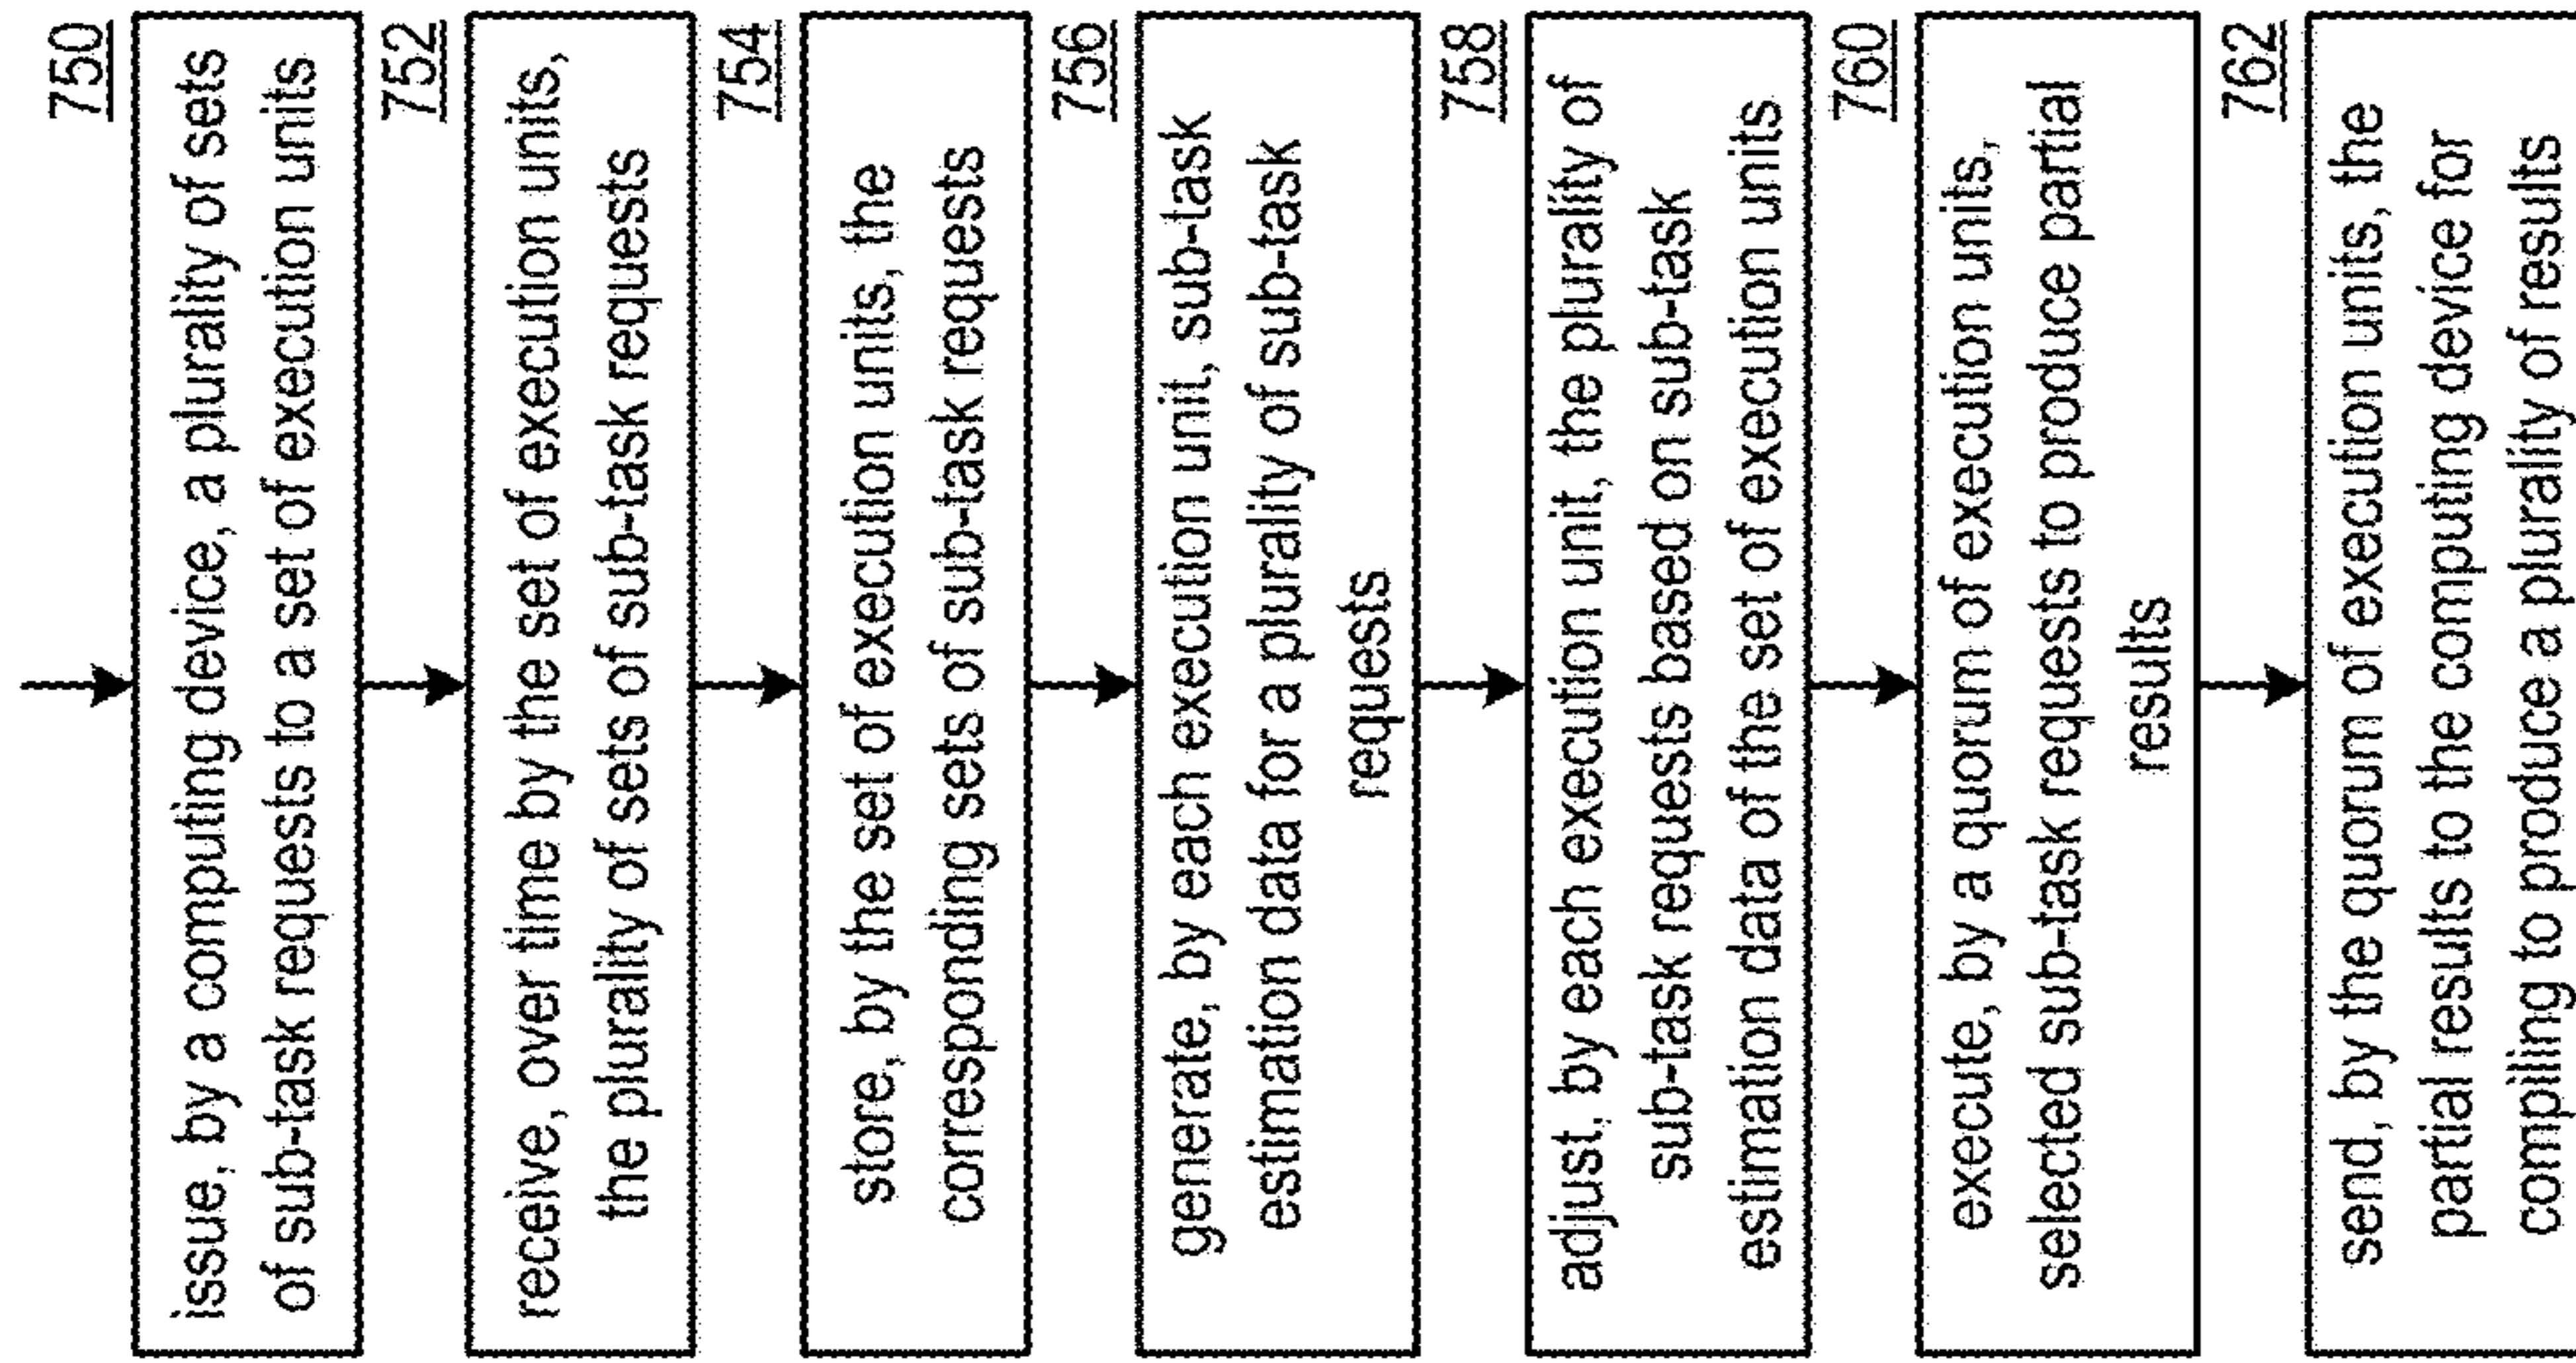 750
issue, by a computing device, a plurality of sets
of sub-task requests to a set of execution units
752
receive, over time by the set of execution units,
the plurality of sets of sub-task requests
754
store, by the set of execution units, the
corresponding sets of sub-task requests
756
generate, by each execution unit, sub-task
estimation data for a plurality of sub-task
requests
758
adjust, by each execution unit, the plurality of
sub-task requests based on sub-task
estimation data of the set of execution units
760
execute, by a quorum of execution units,
selected sub-task requests to produce partial
results
762
send, by the quorum of execution units, the
partial results to the computing device for
compiling to produce a plurality of results